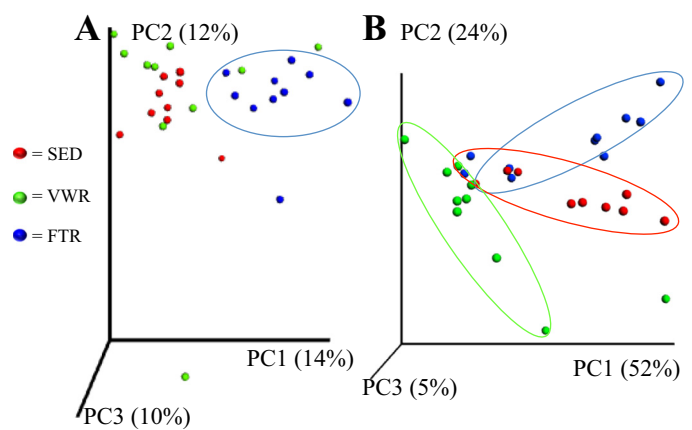 A
PC2 (12%)
= SED
= VWR
= FTR
PC1 (14%)
PC3 (10%)
B
PC2 (24%)
PC1 (52%)
PC3 (5%)